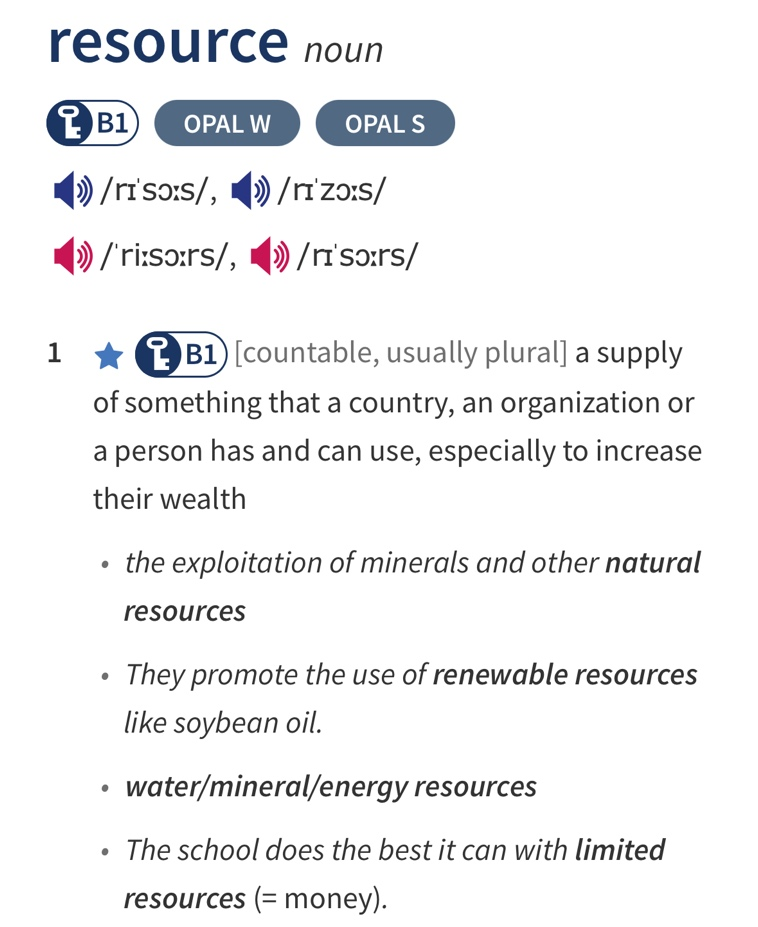 resource noun
B1 OPAL W OPAL S
/rɪˈsɔːs/, /rɪˈzɔːs/
/ˈriːsɔːrs/, /rɪˈsɔːrs/
1 B1 [countable, usually plural] a supply
of something that a country, an organization or
a person has and can use, especially to increase
their wealth
• the exploitation of minerals and other natural
resources
• They promote the use of renewable resources
like soybean oil.
• water/mineral/energy resources
• The school does the best it can with limited
resources (= money).